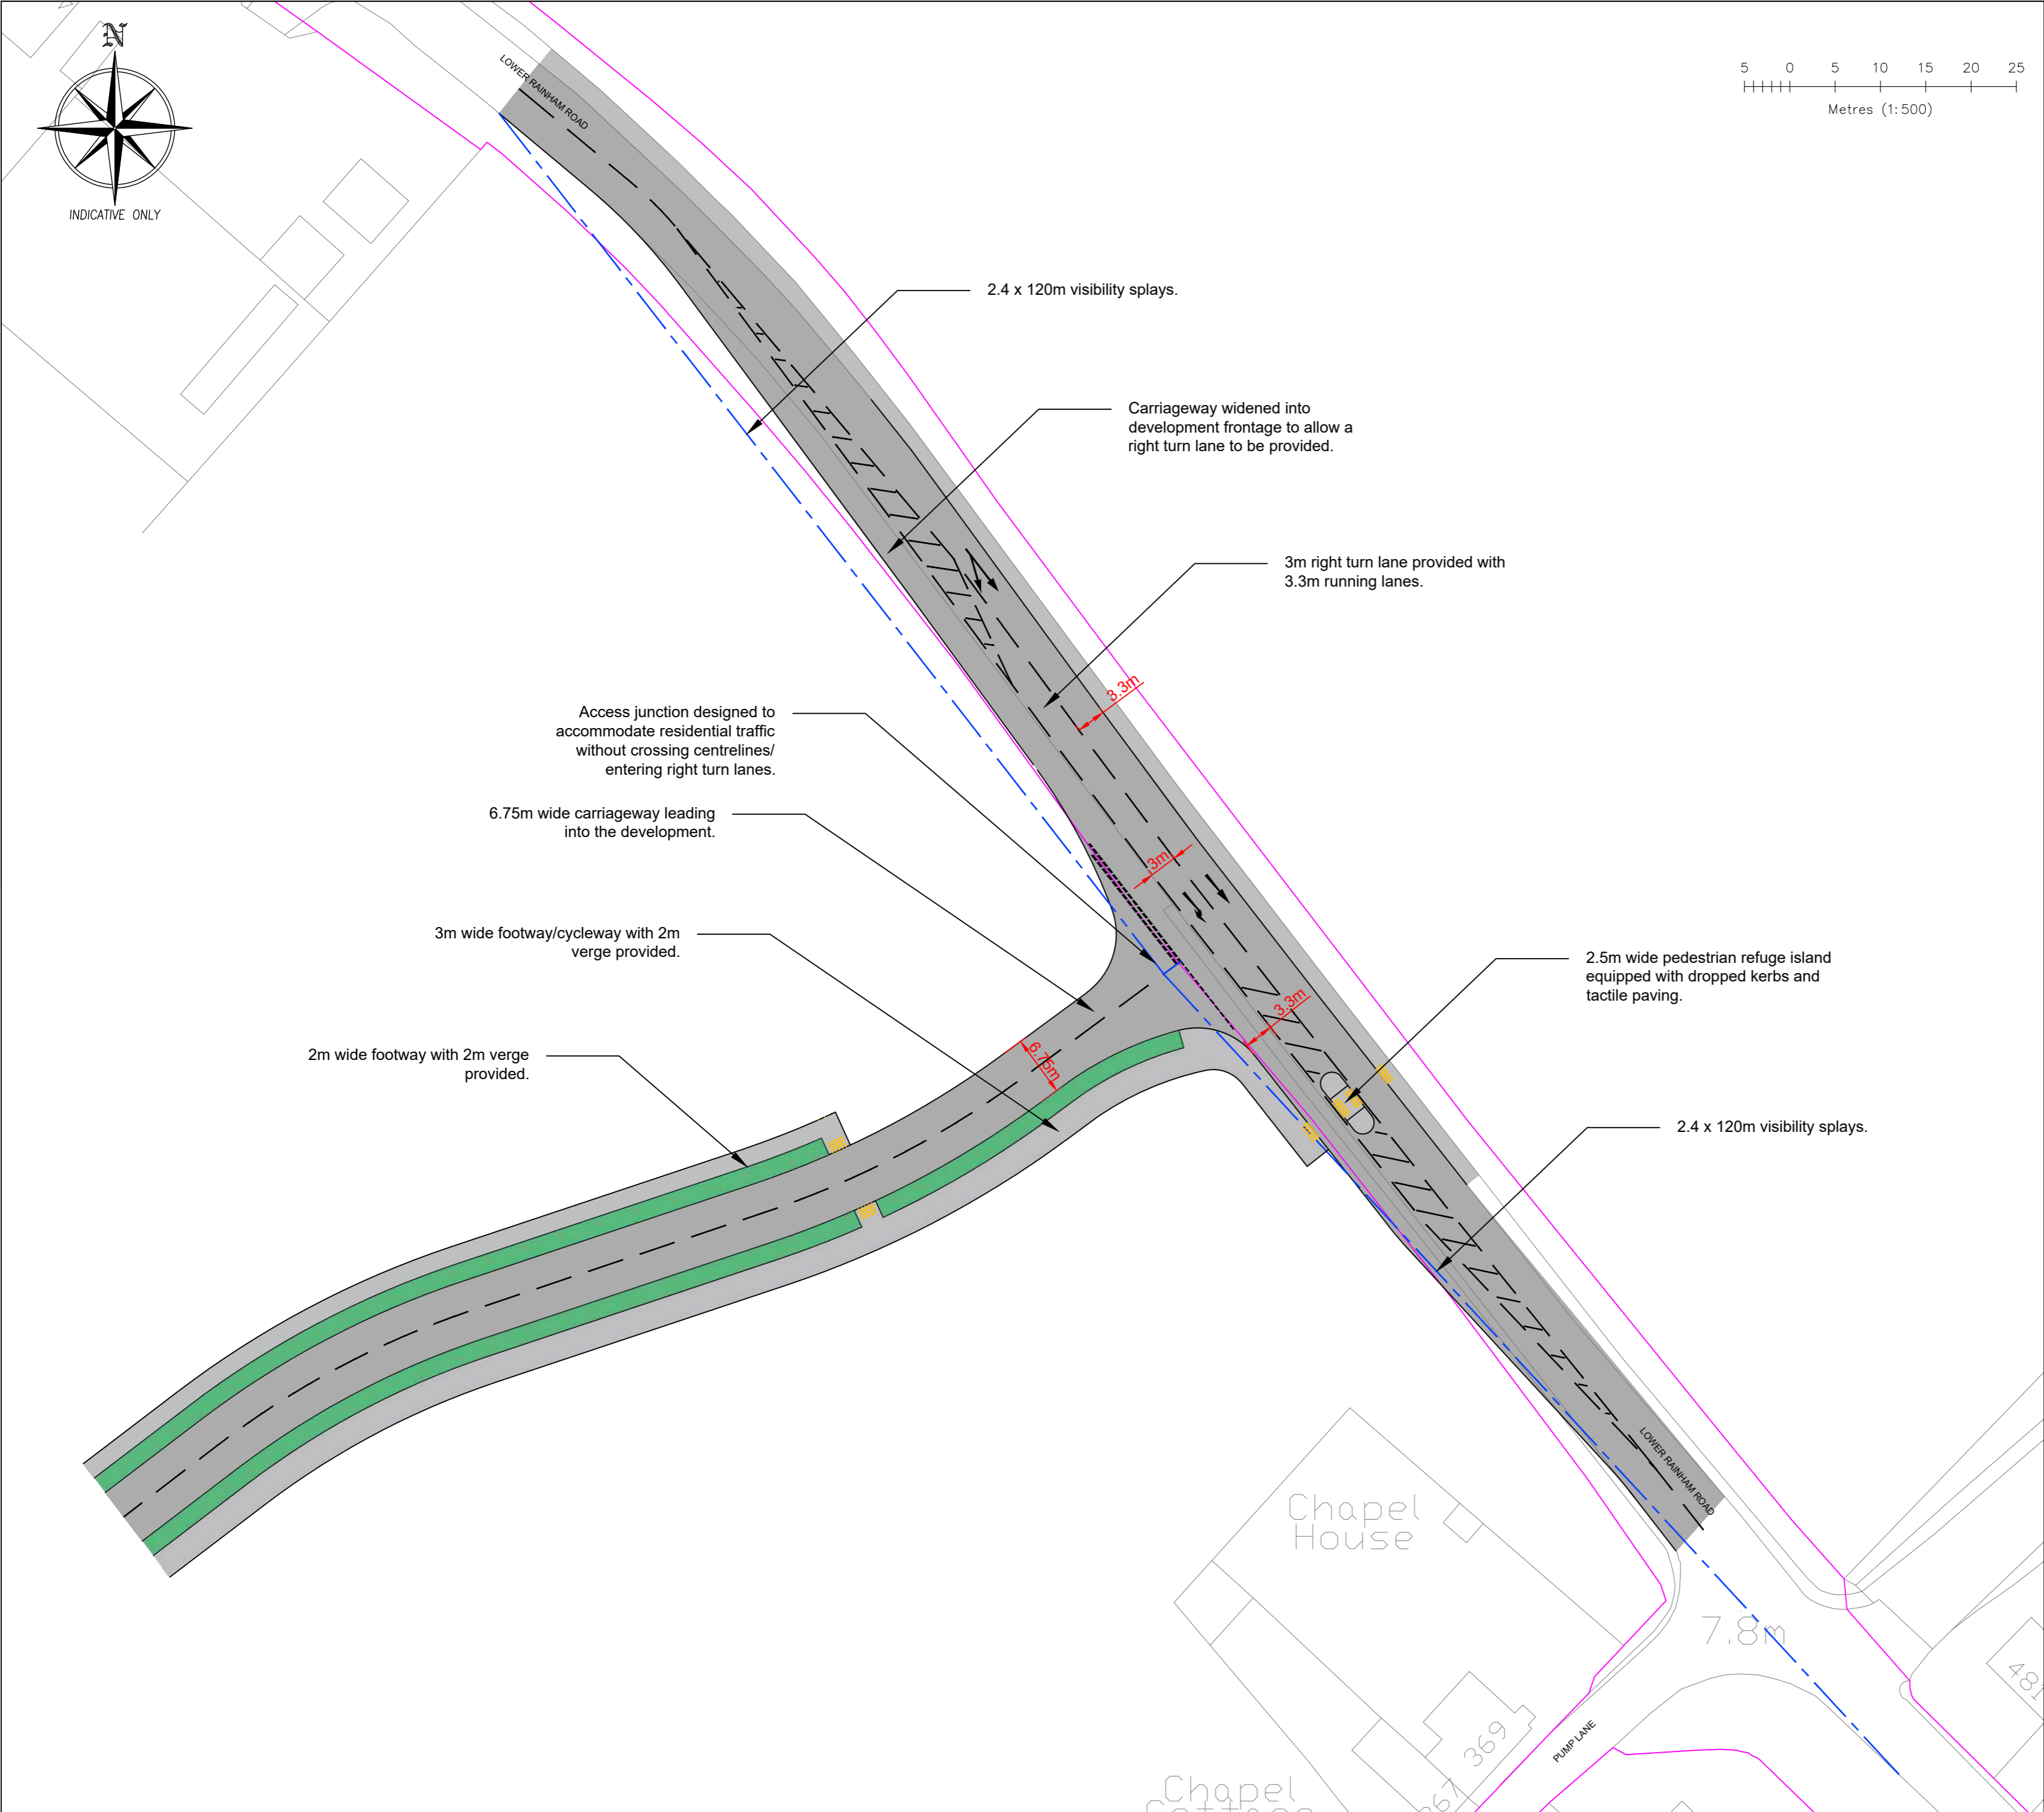 N
INDICATIVE ONLY
LOWER RAINHAM ROAD
5 0 5 10 15 20 25
Metres (1:500)
2.4 x 120m visibility splays.
Carriageway widened into
development frontage to allow a
right turn lane to be provided.
3m right turn lane provided with
3.3m running lanes.
3.3m
Access junction designed to
accommodate residential traffic
without crossing centrelines/
entering right turn lanes.
6.75m wide carriageway leading
into the development.
3m
3m wide footway/cycleway with 2m
verge provided.
2.5m wide pedestrian refuge island
equipped with dropped kerbs and
tactile paving.
3.3m
6.75m
2m wide footway with 2m verge
provided.
2.4 x 120m visibility splays.
LOWER RAINHAM ROAD
Chapel
House
7.8m
481
PUMP LANE
369
367
Chapel